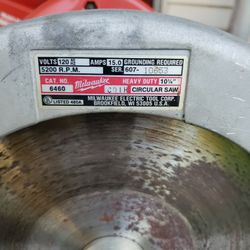 VOLTS 120 AMPS 15.0 GROUNDING REQUIRED
5200 R.P.M. SER. 607-
CAT. NO. Milwaukee HEAVY DUTY 10¼"
6460 CIRCULAR SAW
LISTED 465A MILWAUKEE ELECTRIC TOOL CORP.
BROOKFIELD, WI 53005 U.S.A.